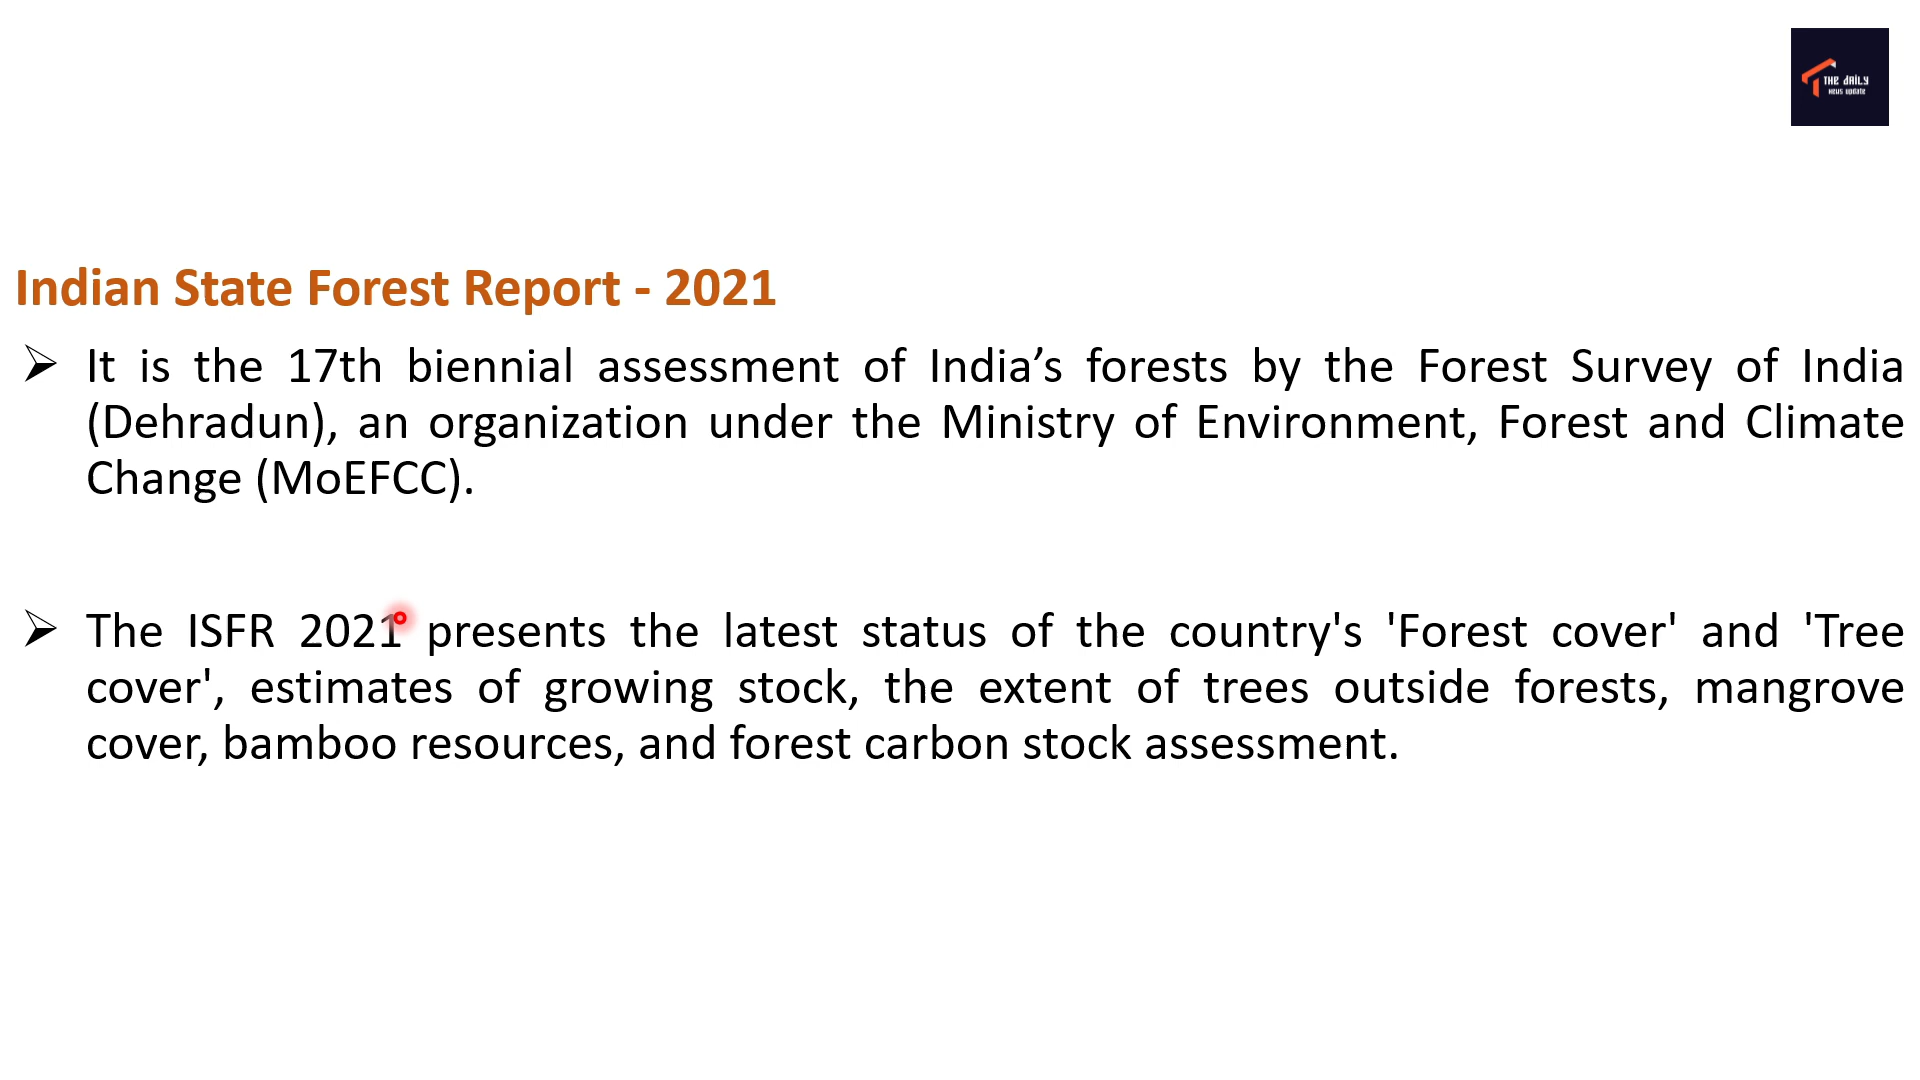 THE DAILY
news update
Indian State Forest Report - 2021
➢ It is the 17th biennial assessment of India’s forests by the Forest Survey of India
(Dehradun), an organization under the Ministry of Environment, Forest and Climate
Change (MoEFCC).
➢ The ISFR 2021 presents the latest status of the country's 'Forest cover' and 'Tree
cover', estimates of growing stock, the extent of trees outside forests, mangrove
cover, bamboo resources, and forest carbon stock assessment.